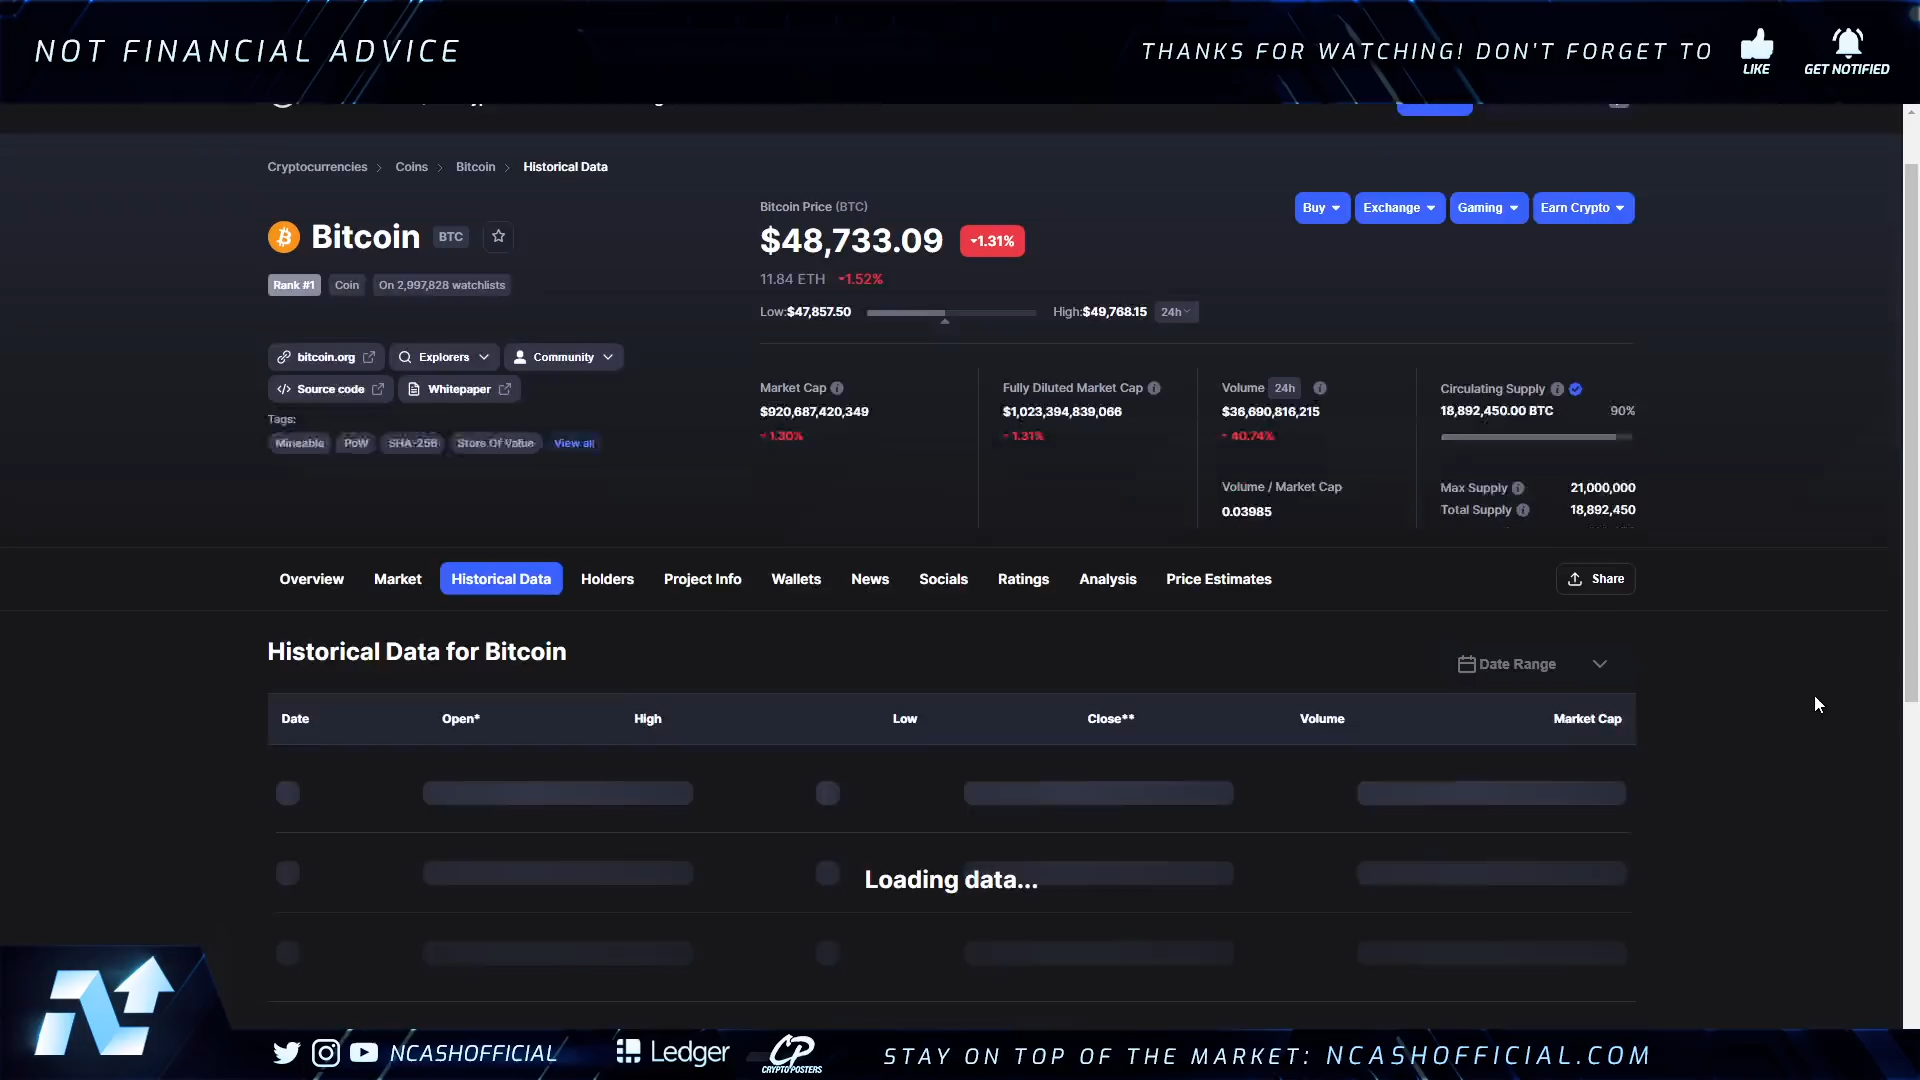 NOT FINANCIAL ADVICE
THANKS FOR WATCHING! DON'T FORGET TO
LIKE
GET NOTIFIED
Cryptocurrencies > Coins > Bitcoin > Historical Data
Bitcoin BTC
Rank #1 Coin On 2,997,828 watchlists
bitcoin.org Explorers Community
Source code Whitepaper
Tags:
Mineable PoW SHA-256 Store Of Value View all
Bitcoin Price (BTC)
$48,733.09 1.31%
11.84 ETH 1.52%
Low:$47,857.50 High:$49,768.15 24h
Buy Exchange Gaming Earn Crypto
Market Cap
$920,687,420,349
1.30%
Fully Diluted Market Cap
$1,023,394,839,066
1.31%
Volume 24h
$36,690,816,215
40.74%
Volume / Market Cap
0.03985
Circulating Supply
18,892,450.00 BTC 90%
Max Supply 21,000,000
Total Supply 18,892,450
Overview Market Historical Data Holders Project Info Wallets News Socials Ratings Analysis Price Estimates Share
Historical Data for Bitcoin
Date Range
Date Open* High Low Close** Volume Market Cap
Loading data...
NCASHOFFICIAL
Ledger
CP
CRYPTO POSTERS
STAY ON TOP OF THE MARKET: NCASHOFFICIAL.COM